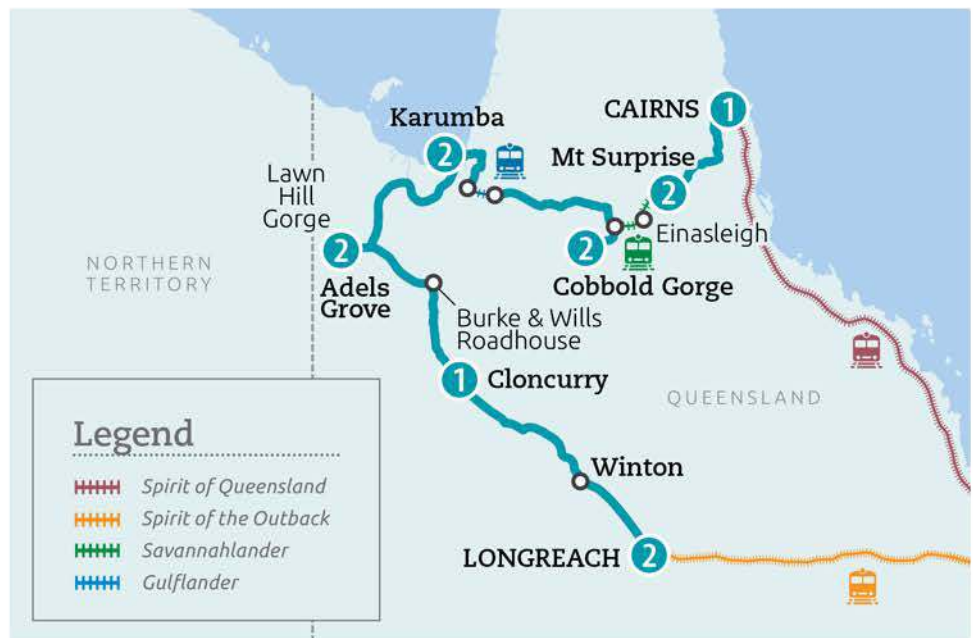 CAIRNS
1
Karumba
2
Mt Surprise
2
Lawn
Hill
Gorge
Einasleigh
2
2
Cobbold Gorge
NORTHERN
TERRITORY
Adels
Grove
Burke & Wills
Roadhouse
1
Cloncurry
QUEENSLAND
Legend
Spirit of Queensland
Spirit of the Outback
Savannahlander
Gulflander
Winton
LONGREACH
2